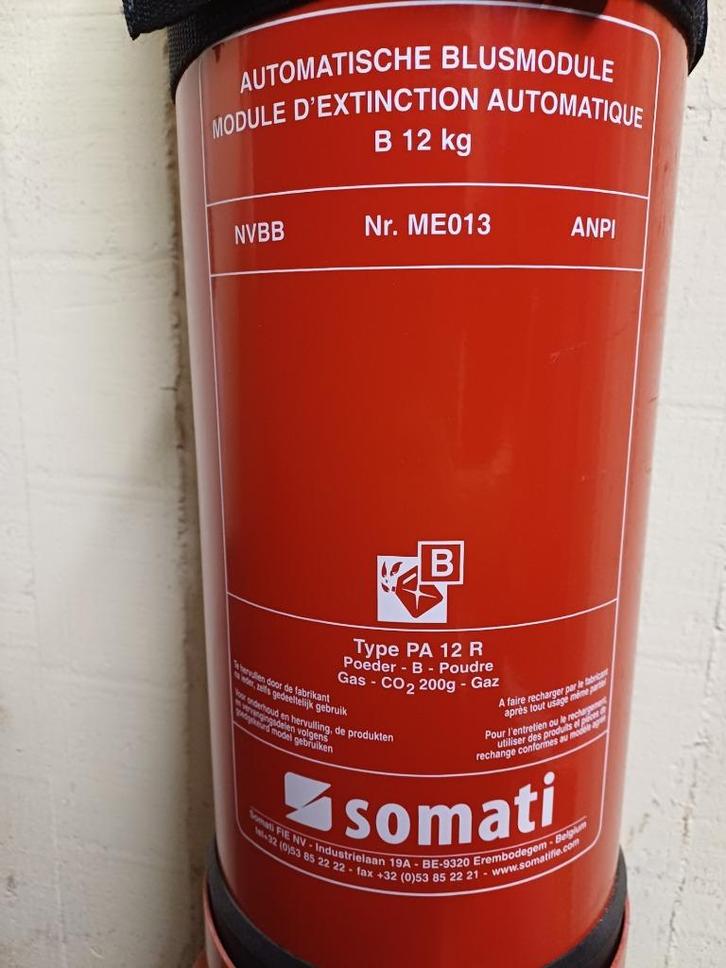 AUTOMATISCHE BLUSMODULE
MODULE D'EXTINCTION AUTOMATIQUE
B 12 kg
NVBB Nr. ME013 ANPI
B
Type PA 12 R
Poeder - B - Poudre
Gas - CO2 200g - Gaz
Te hervullen door de fabrikant
na ieder, zelfs gedeeltelijk gebruik
Voor onderhoud en hervulling, de produkten
en vervangingsdelen volgens
goedgekeurd model gebruiken
A faire recharger par le fabricant
après tout usage même partiel
Pour l'entretien ou le rechargement,
utiliser des produits et pièces de
rechange conformes au modèle agréé
somati
Somati FIE NV - Industrielaan 19A - BE-9320 Erembodegem - Belgium
tel+32 (0)53 85 22 22 - fax +32 (0)53 85 22 21 - www.somatifie.com